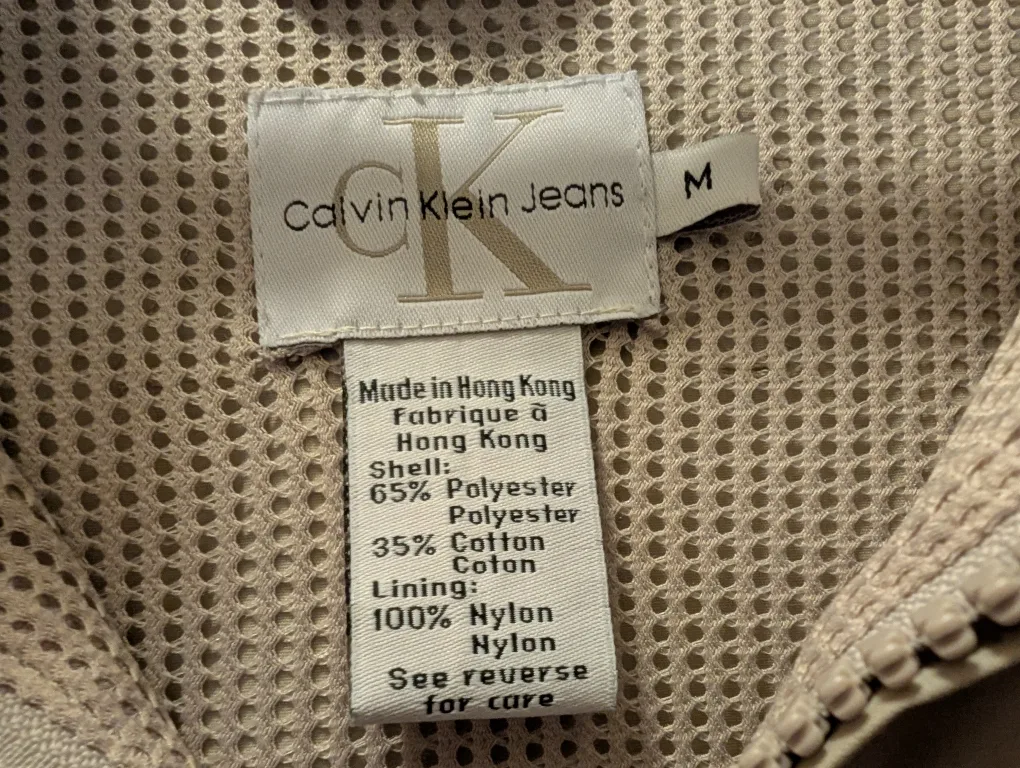 CK
Calvin Klein Jeans
M
Made in Hong Kong
Fabrique à
Hong Kong
Shell:
65% Polyester
Polyester
35% Cotton
Coton
Lining:
100% Nylon
Nylon
See reverse
for care